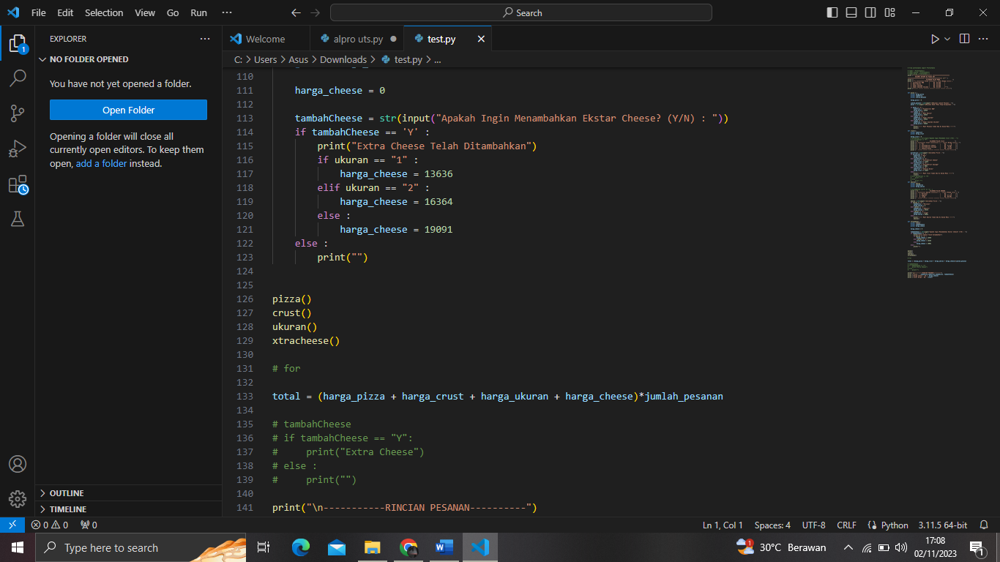 File Edit Selection View Go Run ...
Search
EXPLORER
NO FOLDER OPENED
You have not yet opened a folder.
Open Folder
Opening a folder will close all
currently open editors. To keep them
open, add a folder instead.
OUTLINE
TIMELINE
1
Welcome
alpro uts.py
test.py
C: > Users > Asus > Downloads > test.py > ...
110
111 harga_cheese = 0
112
113 tambahCheese = str(input("Apakah Ingin Menambahkan Ekstar Cheese? (Y/N) : "))
114 if tambahCheese == 'Y' :
115 print("Extra Cheese Telah Ditambahkan")
116 if ukuran == "1" :
117 harga_cheese = 13636
118 elif ukuran == "2" :
119 harga_cheese = 16364
120 else :
121 harga_cheese = 19091
122 else :
123 print("")
124
125
126 pizza()
127 crust()
128 ukuran()
129 xtracheese()
130
131 # for
132
133 total = (harga_pizza + harga_crust + harga_ukuran + harga_cheese)*jumlah_pesanan
134
135 # tambahCheese
136 # if tambahCheese == "Y":
137 #     print("Extra Cheese")
138 # else :
139 #     print("")
140
141 print("\n-----------RINCIAN PESANAN----------")
0 0 0
Ln 1, Col 1 Spaces: 4 UTF-8 CRLF Python 3.11.5 64-bit
Type here to search
1
30°C Berawan
17:08
02/11/2023
1